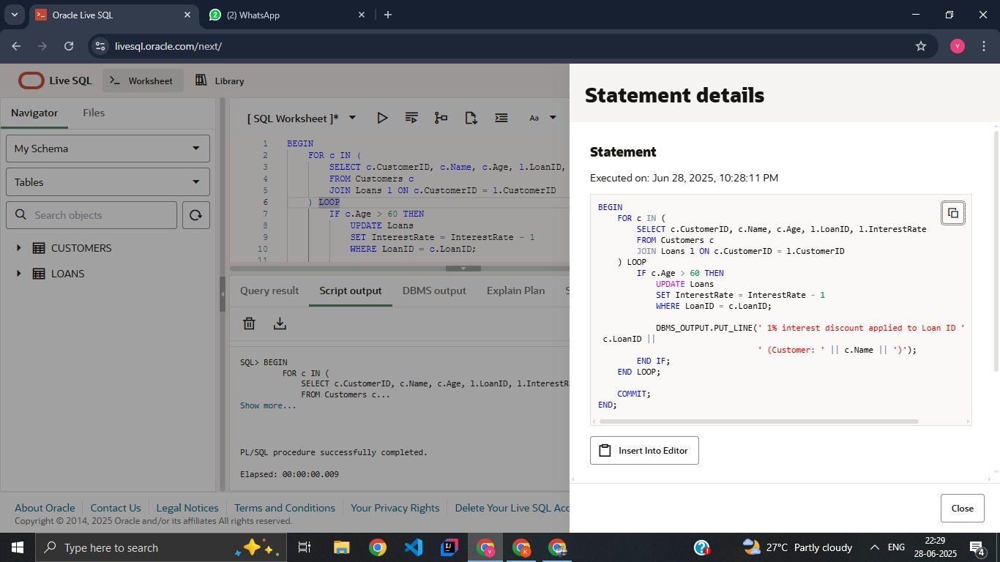 Oracle Live SQL
2
(2) WhatsApp
livesql.oracle.com/next/
V
Live SQL
Worksheet
Library
Navigator
Files
My Schema
Tables
Search objects
CUSTOMERS
LOANS
[ SQL Worksheet ]*
Aa
1 BEGIN
2 FOR c IN (
3 SELECT c.CustomerID, c.Name, c.Age, l.LoanID,
4 FROM Customers c
5 JOIN Loans l ON c.CustomerID = l.CustomerID
6 ) LOOP
7 IF c.Age > 60 THEN
8 UPDATE Loans
9 SET InterestRate = InterestRate - 1
10 WHERE LoanID = c.LoanID;
11
Query result
Script output
DBMS output
Explain Plan
S
SQL> BEGIN
FOR c IN (
SELECT c.CustomerID, c.Name, c.Age, l.LoanID, l.InterestR
FROM Customers c...
Show more...
PL/SQL procedure successfully completed.
Elapsed: 00:00:00.009
Statement details
Statement
Executed on: Jun 28, 2025, 10:28:11 PM
BEGIN
FOR c IN (
SELECT c.CustomerID, c.Name, c.Age, l.LoanID, l.InterestRate
FROM Customers c
JOIN Loans l ON c.CustomerID = l.CustomerID
) LOOP
IF c.Age > 60 THEN
UPDATE Loans
SET InterestRate = InterestRate - 1
WHERE LoanID = c.LoanID;
DBMS_OUTPUT.PUT_LINE(' 1% interest discount applied to Loan ID '
c.LoanID ||
' (Customer: ' || c.Name || ')');
END IF;
END LOOP;
COMMIT;
END;
Insert Into Editor
Close
About Oracle
Contact Us
Legal Notices
Terms and Conditions
Your Privacy Rights
Delete Your Live SQL Acc
Copyright © 2014, 2025 Oracle and/or its affiliates All rights reserved.
Type here to search
27°C Partly cloudy
ENG
22:29
28-06-2025
4